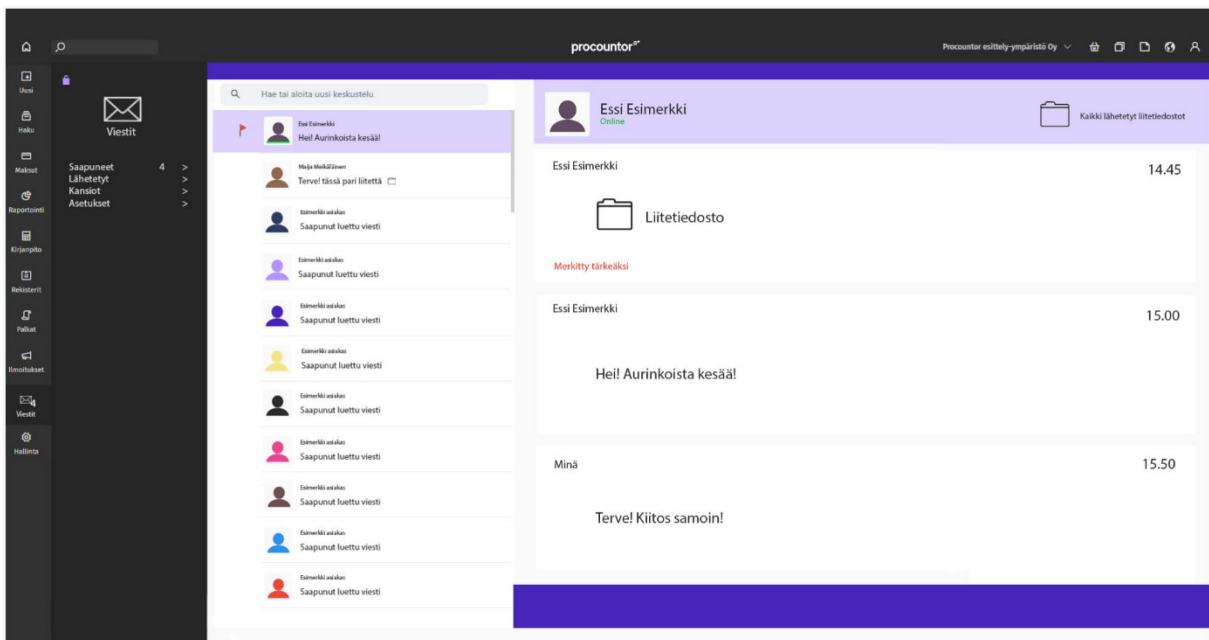 procountor
Procountor esittely-ympäristö Oy
Uusi
Haku
Maksut
Raportointi
Kirjanpito
Rekisterit
Palkat
Ilmoitukset
4
Viestit
Hallinta
Viestit
Saapuneet 4 >
Lähetetyt >
Kansiot >
Asetukset >
Hae tai aloita uusi keskustelu
Essi Esimerkki
Hei! Aurinkoista kesää!
Maija Meikäläinen
Terve! tässä pari liitettä
Esimerkki asiakas
Saapunut luettu viesti
Esimerkki asiakas
Saapunut luettu viesti
Esimerkki asiakas
Saapunut luettu viesti
Esimerkki asiakas
Saapunut luettu viesti
Esimerkki asiakas
Saapunut luettu viesti
Esimerkki asiakas
Saapunut luettu viesti
Esimerkki asiakas
Saapunut luettu viesti
Esimerkki asiakas
Saapunut luettu viesti
Esimerkki asiakas
Saapunut luettu viesti
Essi Esimerkki
Online
Kaikki lähetetyt liitetiedostot
Essi Esimerkki 14.45
Liitetiedosto
Merkitty tärkeäksi
Essi Esimerkki 15.00
Hei! Aurinkoista kesää!
Minä 15.50
Terve! Kiitos samoin!